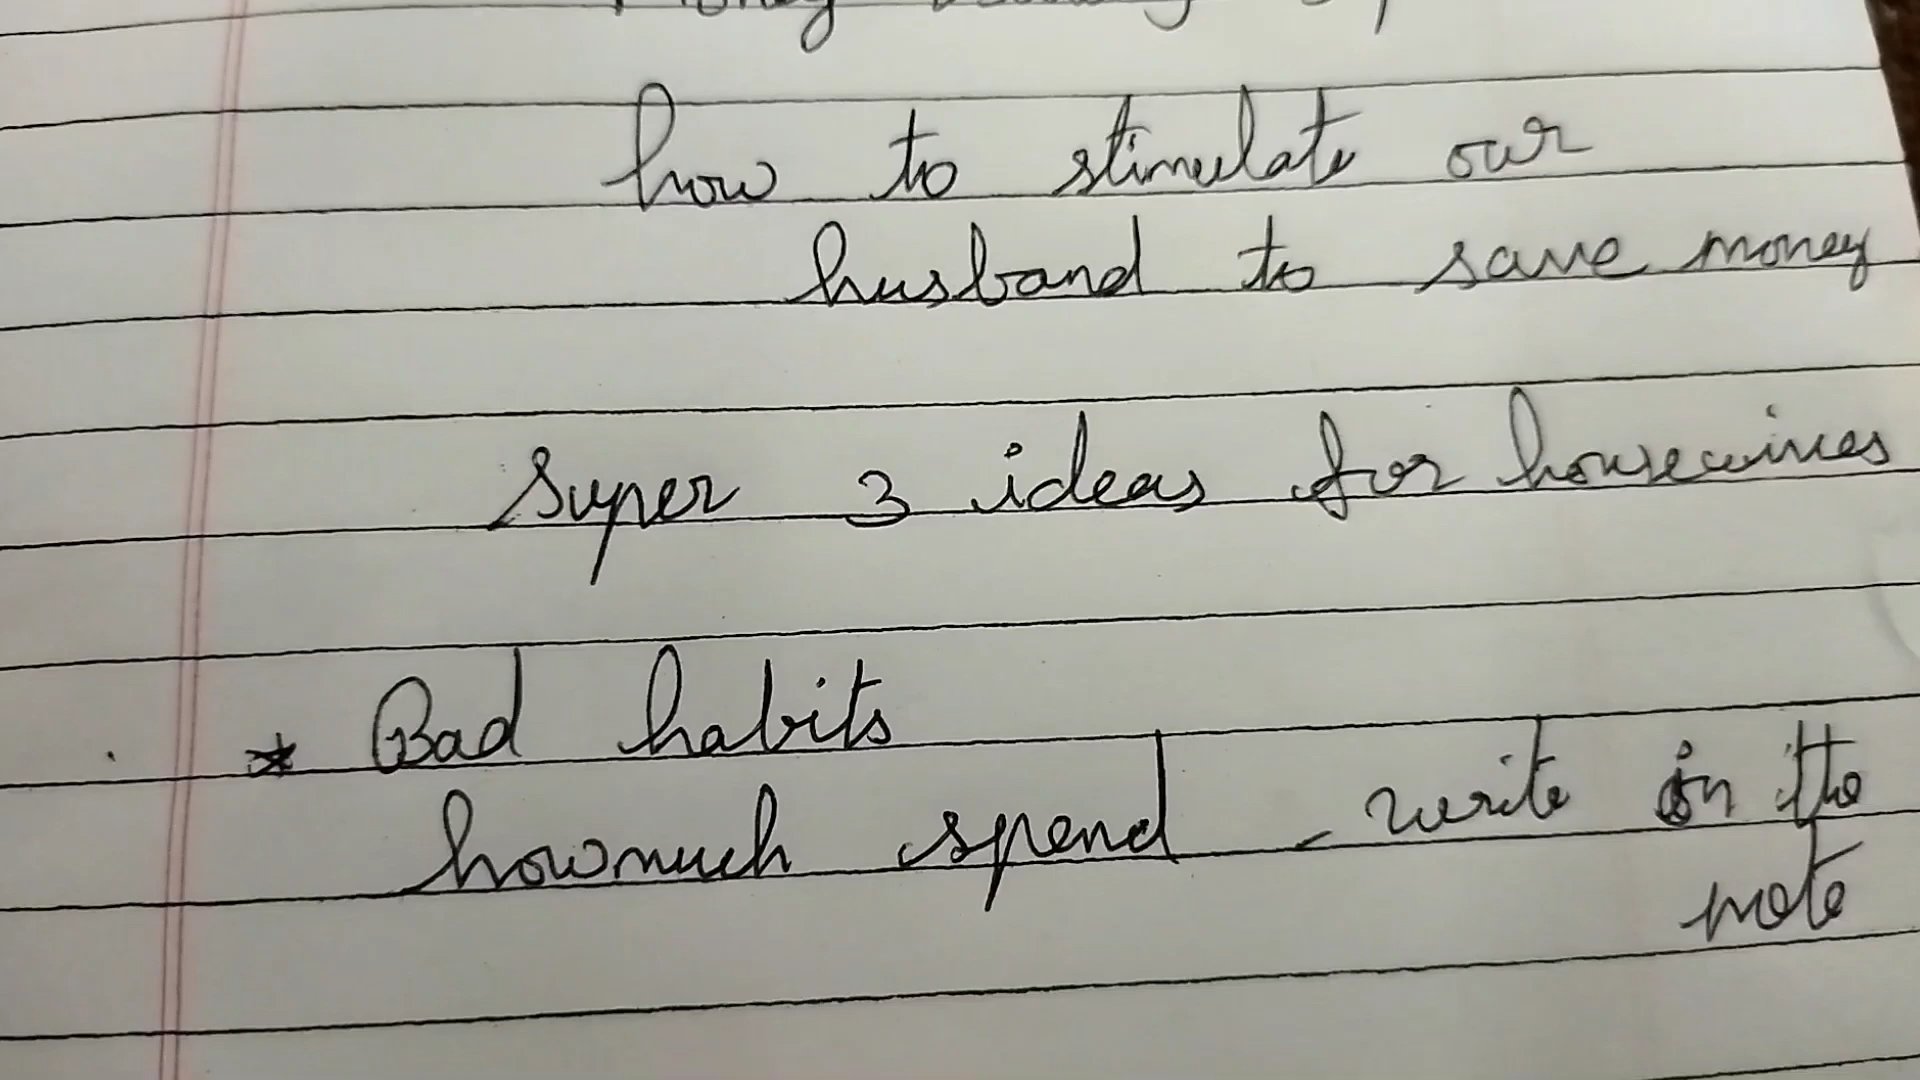 Money
how to stimulate our
husband to save money
super 3 ideas for housewives
* Bad habits
howmuch spend - write in the
note